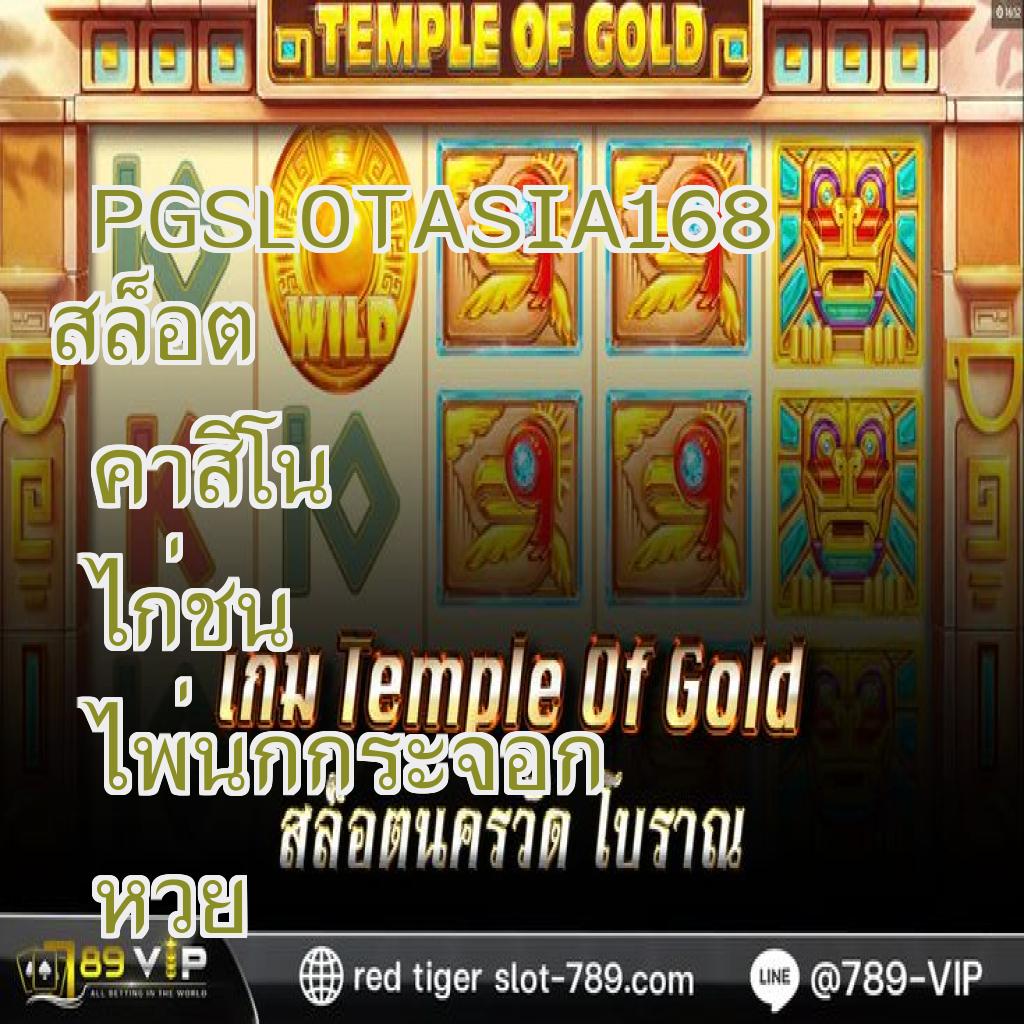 TEMPLE OF GOLD
PGSLOTASIA168
WILD
สล็อต
คาสิโน
ไก่ชน
เกม Temple Of Gold
ไพ่นกกระจอก
สล็อตนครวัด โบราณ
หวย
789 VIP
ALL BETTING IN THE WORLD
red tiger slot-789.com
LINE
@789-VIP